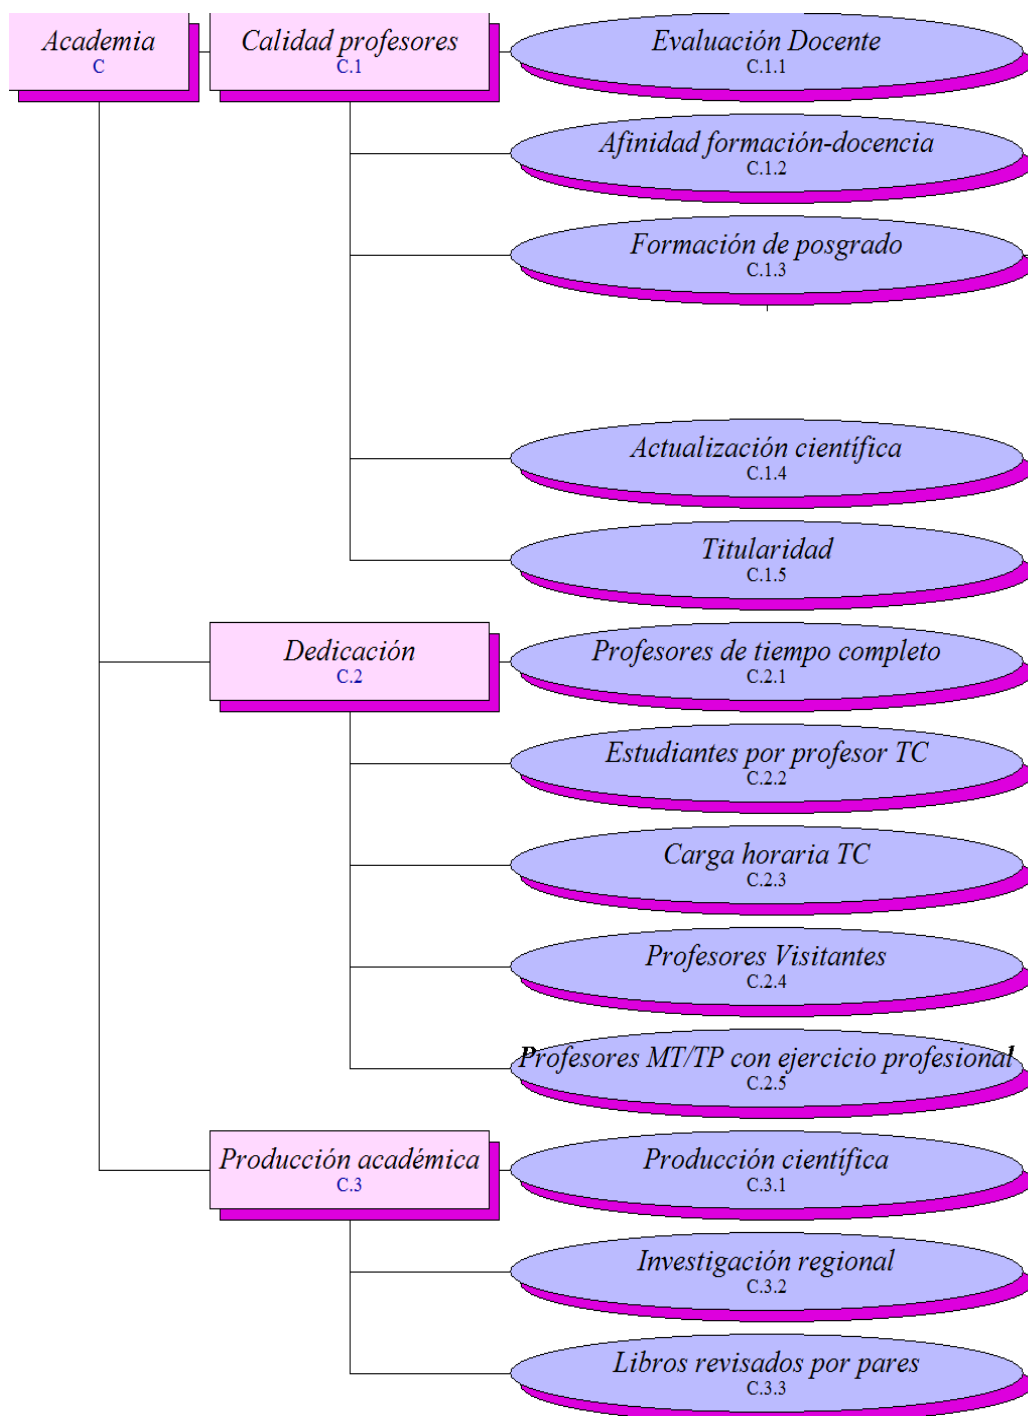 Academia
C
Calidad profesores
C.1
Evaluación Docente
C.1.1
Afinidad formación-docencia
C.1.2
Formación de posgrado
C.1.3
Actualización científica
C.1.4
Titularidad
C.1.5
Dedicación
C.2
Profesores de tiempo completo
C.2.1
Estudiantes por profesor TC
C.2.2
Carga horaria TC
C.2.3
Profesores Visitantes
C.2.4
Profesores MT/TP con ejercicio profesional
C.2.5
Producción académica
C.3
Producción científica
C.3.1
Investigación regional
C.3.2
Libros revisados por pares
C.3.3